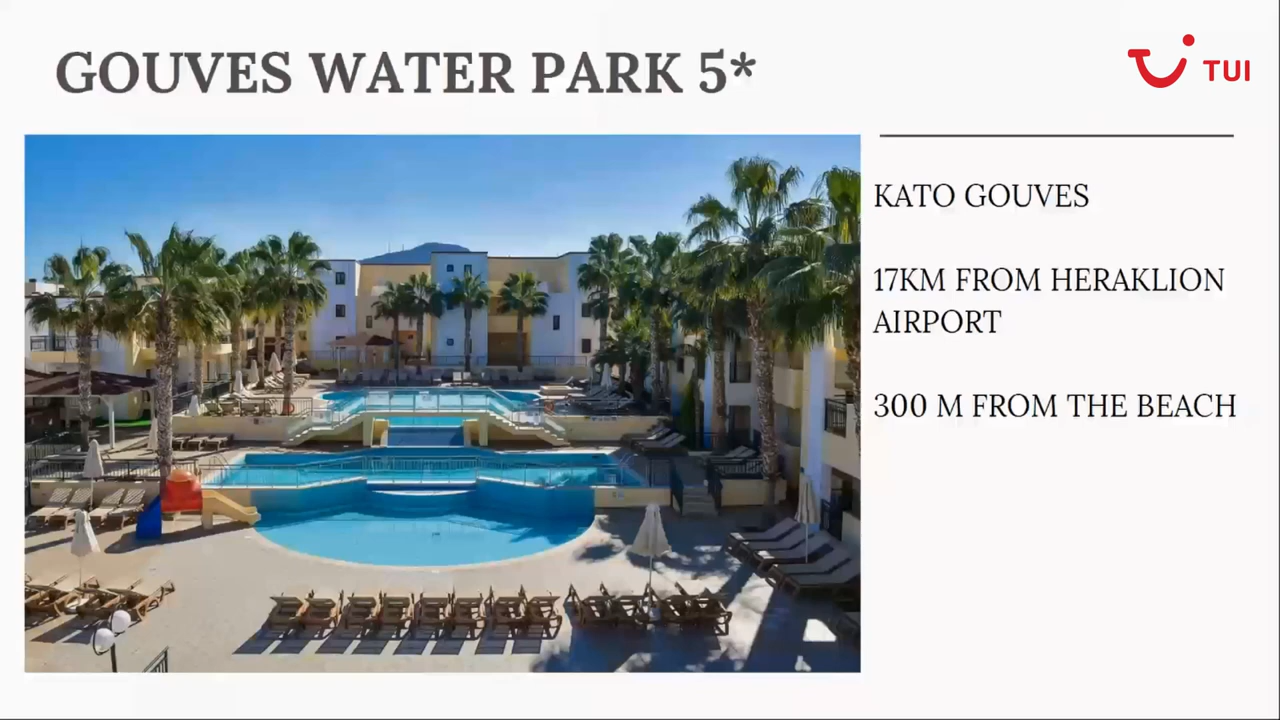 GOUVES WATER PARK 5*
TUI
KATO GOUVES
17KM FROM HERAKLION
AIRPORT
300 M FROM THE BEACH